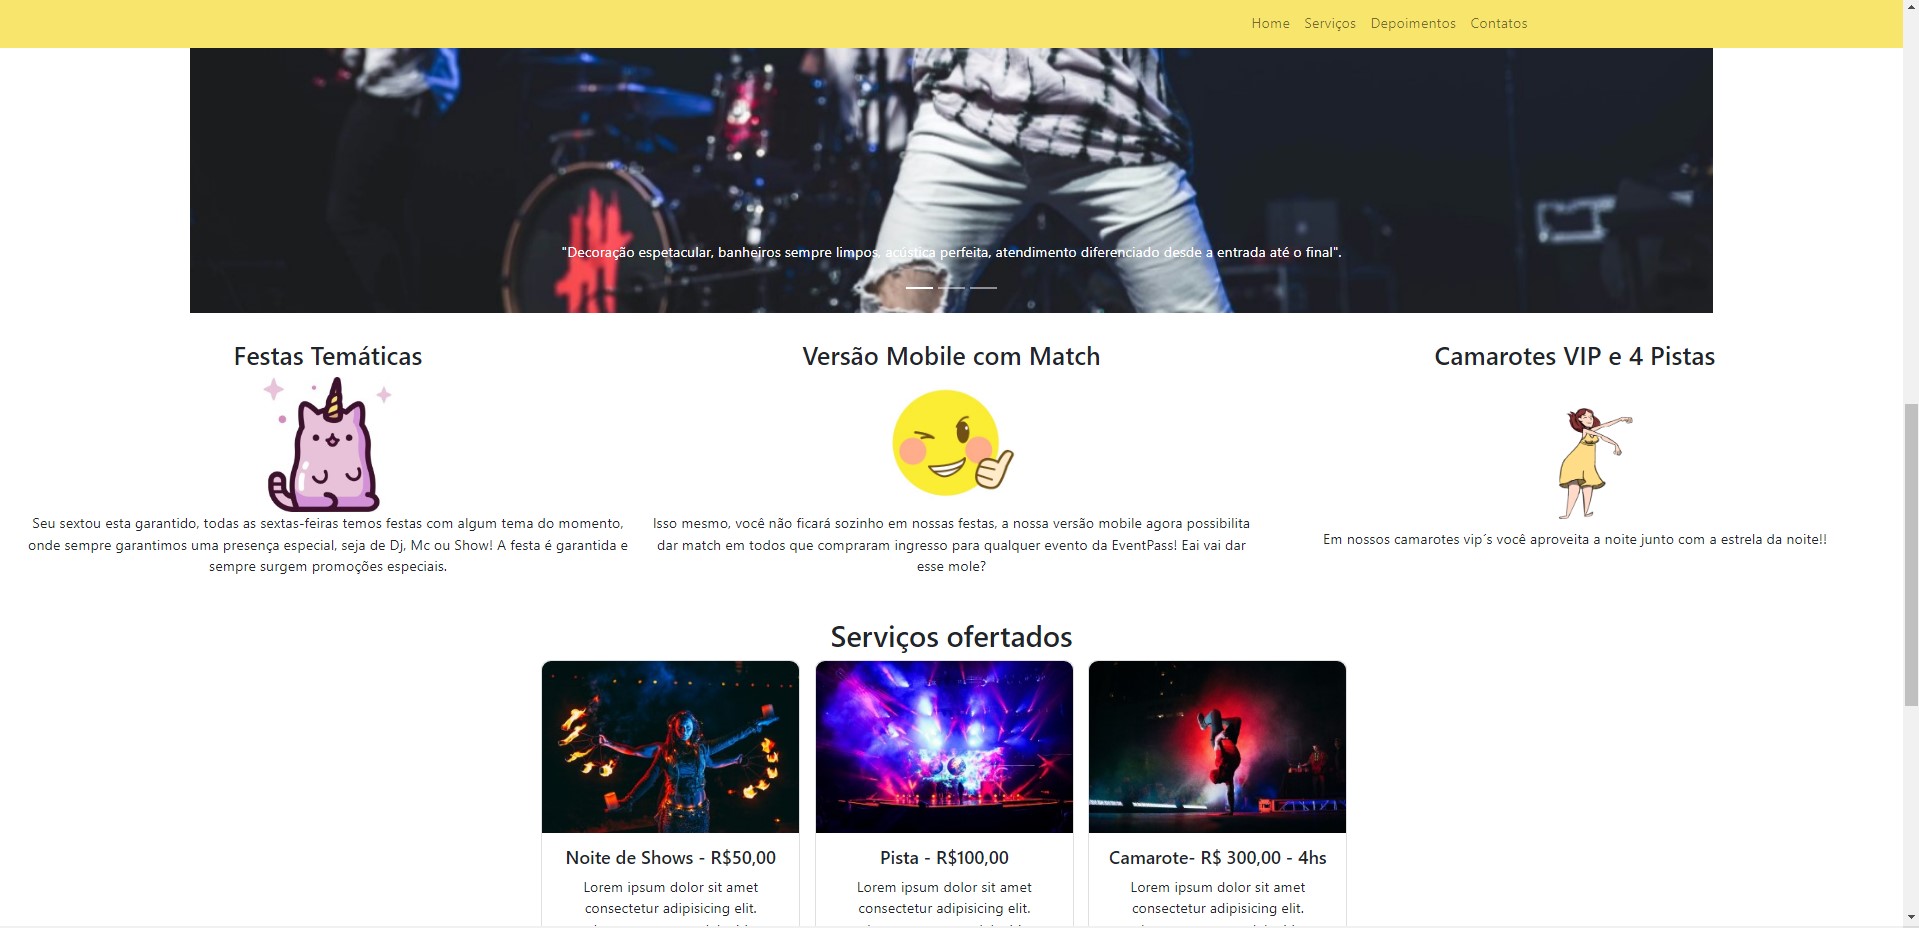 Home Serviços Depoimentos Contatos
"Decoração espetacular, banheiros sempre limpos, acústica perfeita, atendimento diferenciado desde a entrada até o final".
Festas Temáticas
Seu sextou esta garantido, todas as sextas-feiras temos festas com algum tema do momento,
onde sempre garantimos uma presença especial, seja de Dj, Mc ou Show! A festa é garantida e
sempre surgem promoções especiais.
Versão Mobile com Match
Isso mesmo, você não ficará sozinho em nossas festas, a nossa versão mobile agora possibilita
dar match em todos que compraram ingresso para qualquer evento da EventPass! Eai vai dar
esse mole?
Camarotes VIP e 4 Pistas
Em nossos camarotes vip´s você aproveita a noite junto com a estrela da noite!!
Serviços ofertados
Noite de Shows - R$50,00
Lorem ipsum dolor sit amet
consectetur adipisicing elit.
Pista - R$100,00
Lorem ipsum dolor sit amet
consectetur adipisicing elit.
Camarote- R$ 300,00 - 4hs
Lorem ipsum dolor sit amet
consectetur adipisicing elit.